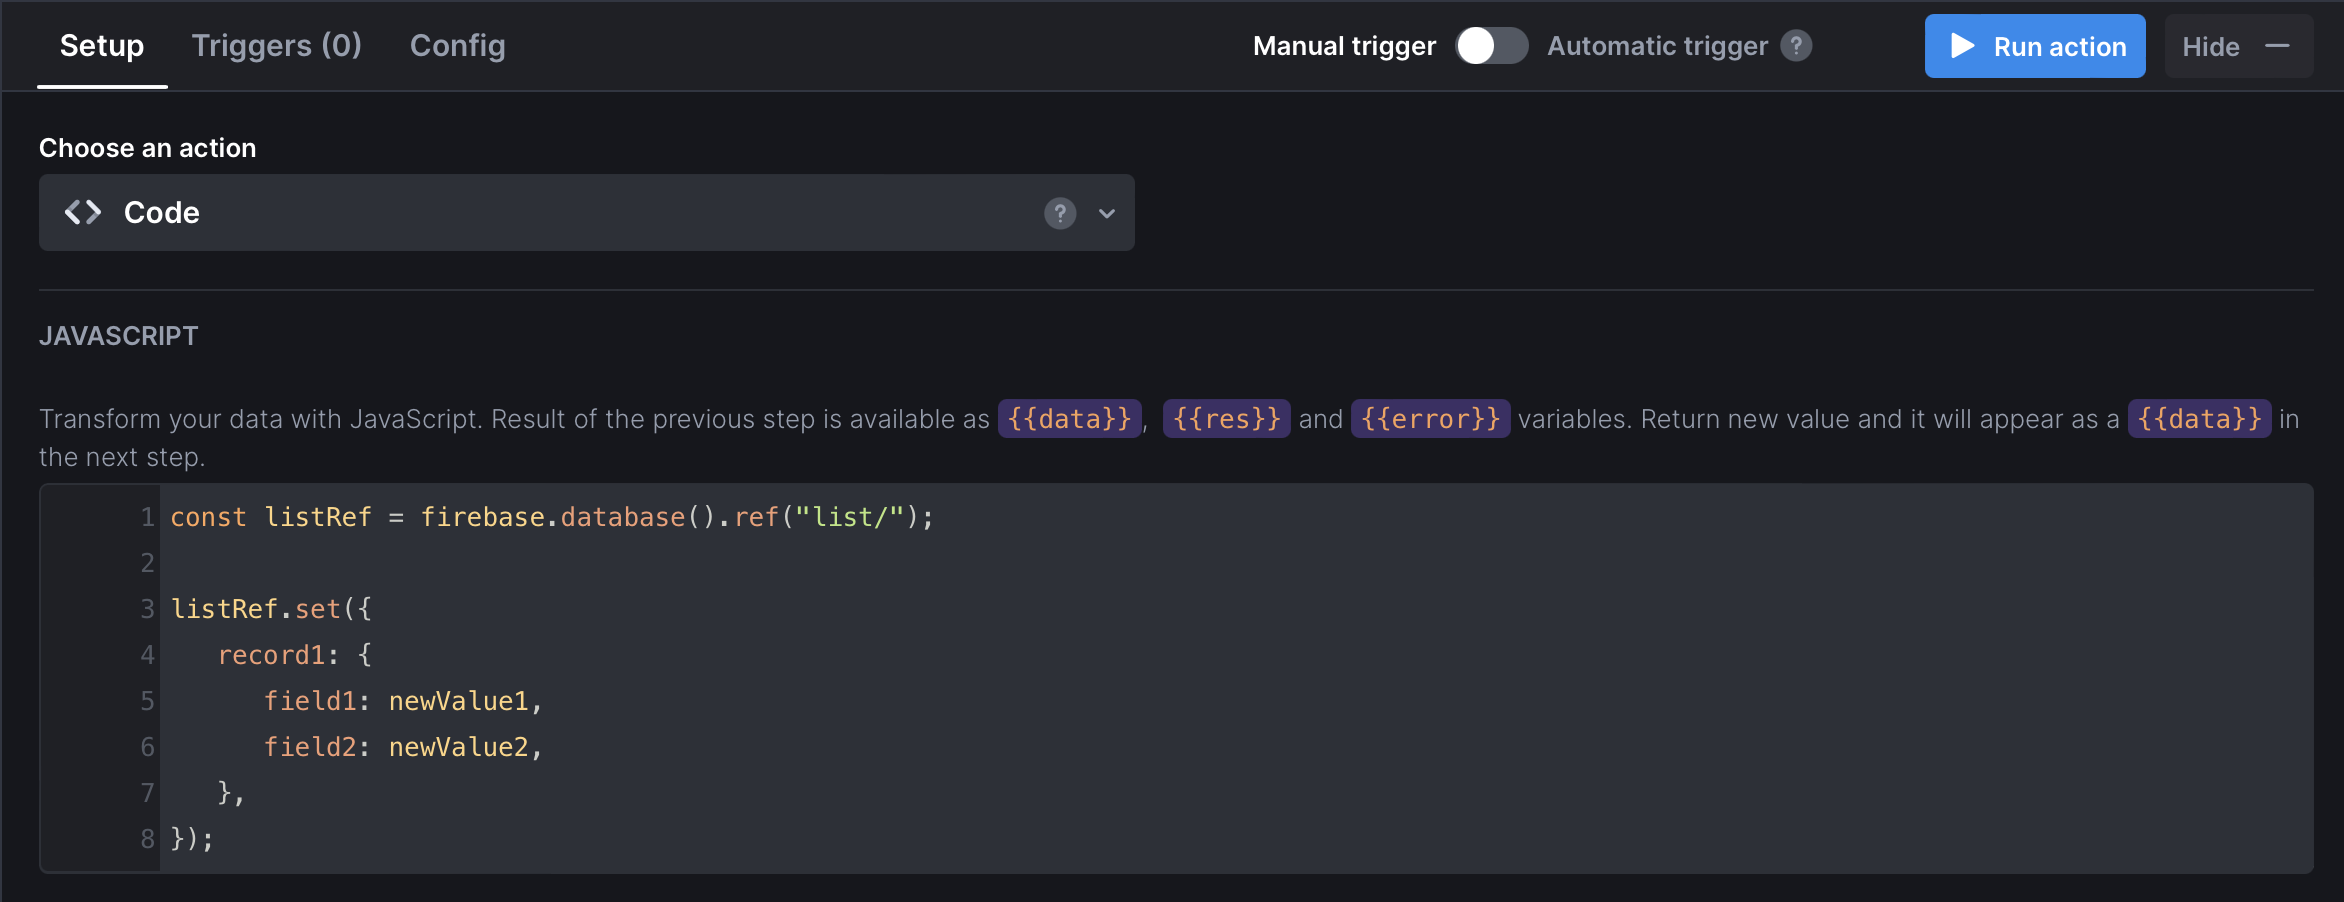 Setup Triggers (0) Config Manual trigger Automatic trigger ? Run action Hide
Choose an action
<> Code ?
JAVASCRIPT
Transform your data with JavaScript. Result of the previous step is available as {{data}}, {{res}} and {{error}} variables. Return new value and it will appear as a {{data}} in
the next step.
1 const listRef = firebase.database().ref("list/");
2
3 listRef.set({
4    record1: {
5       field1: newValue1,
6       field2: newValue2,
7    },
8 });